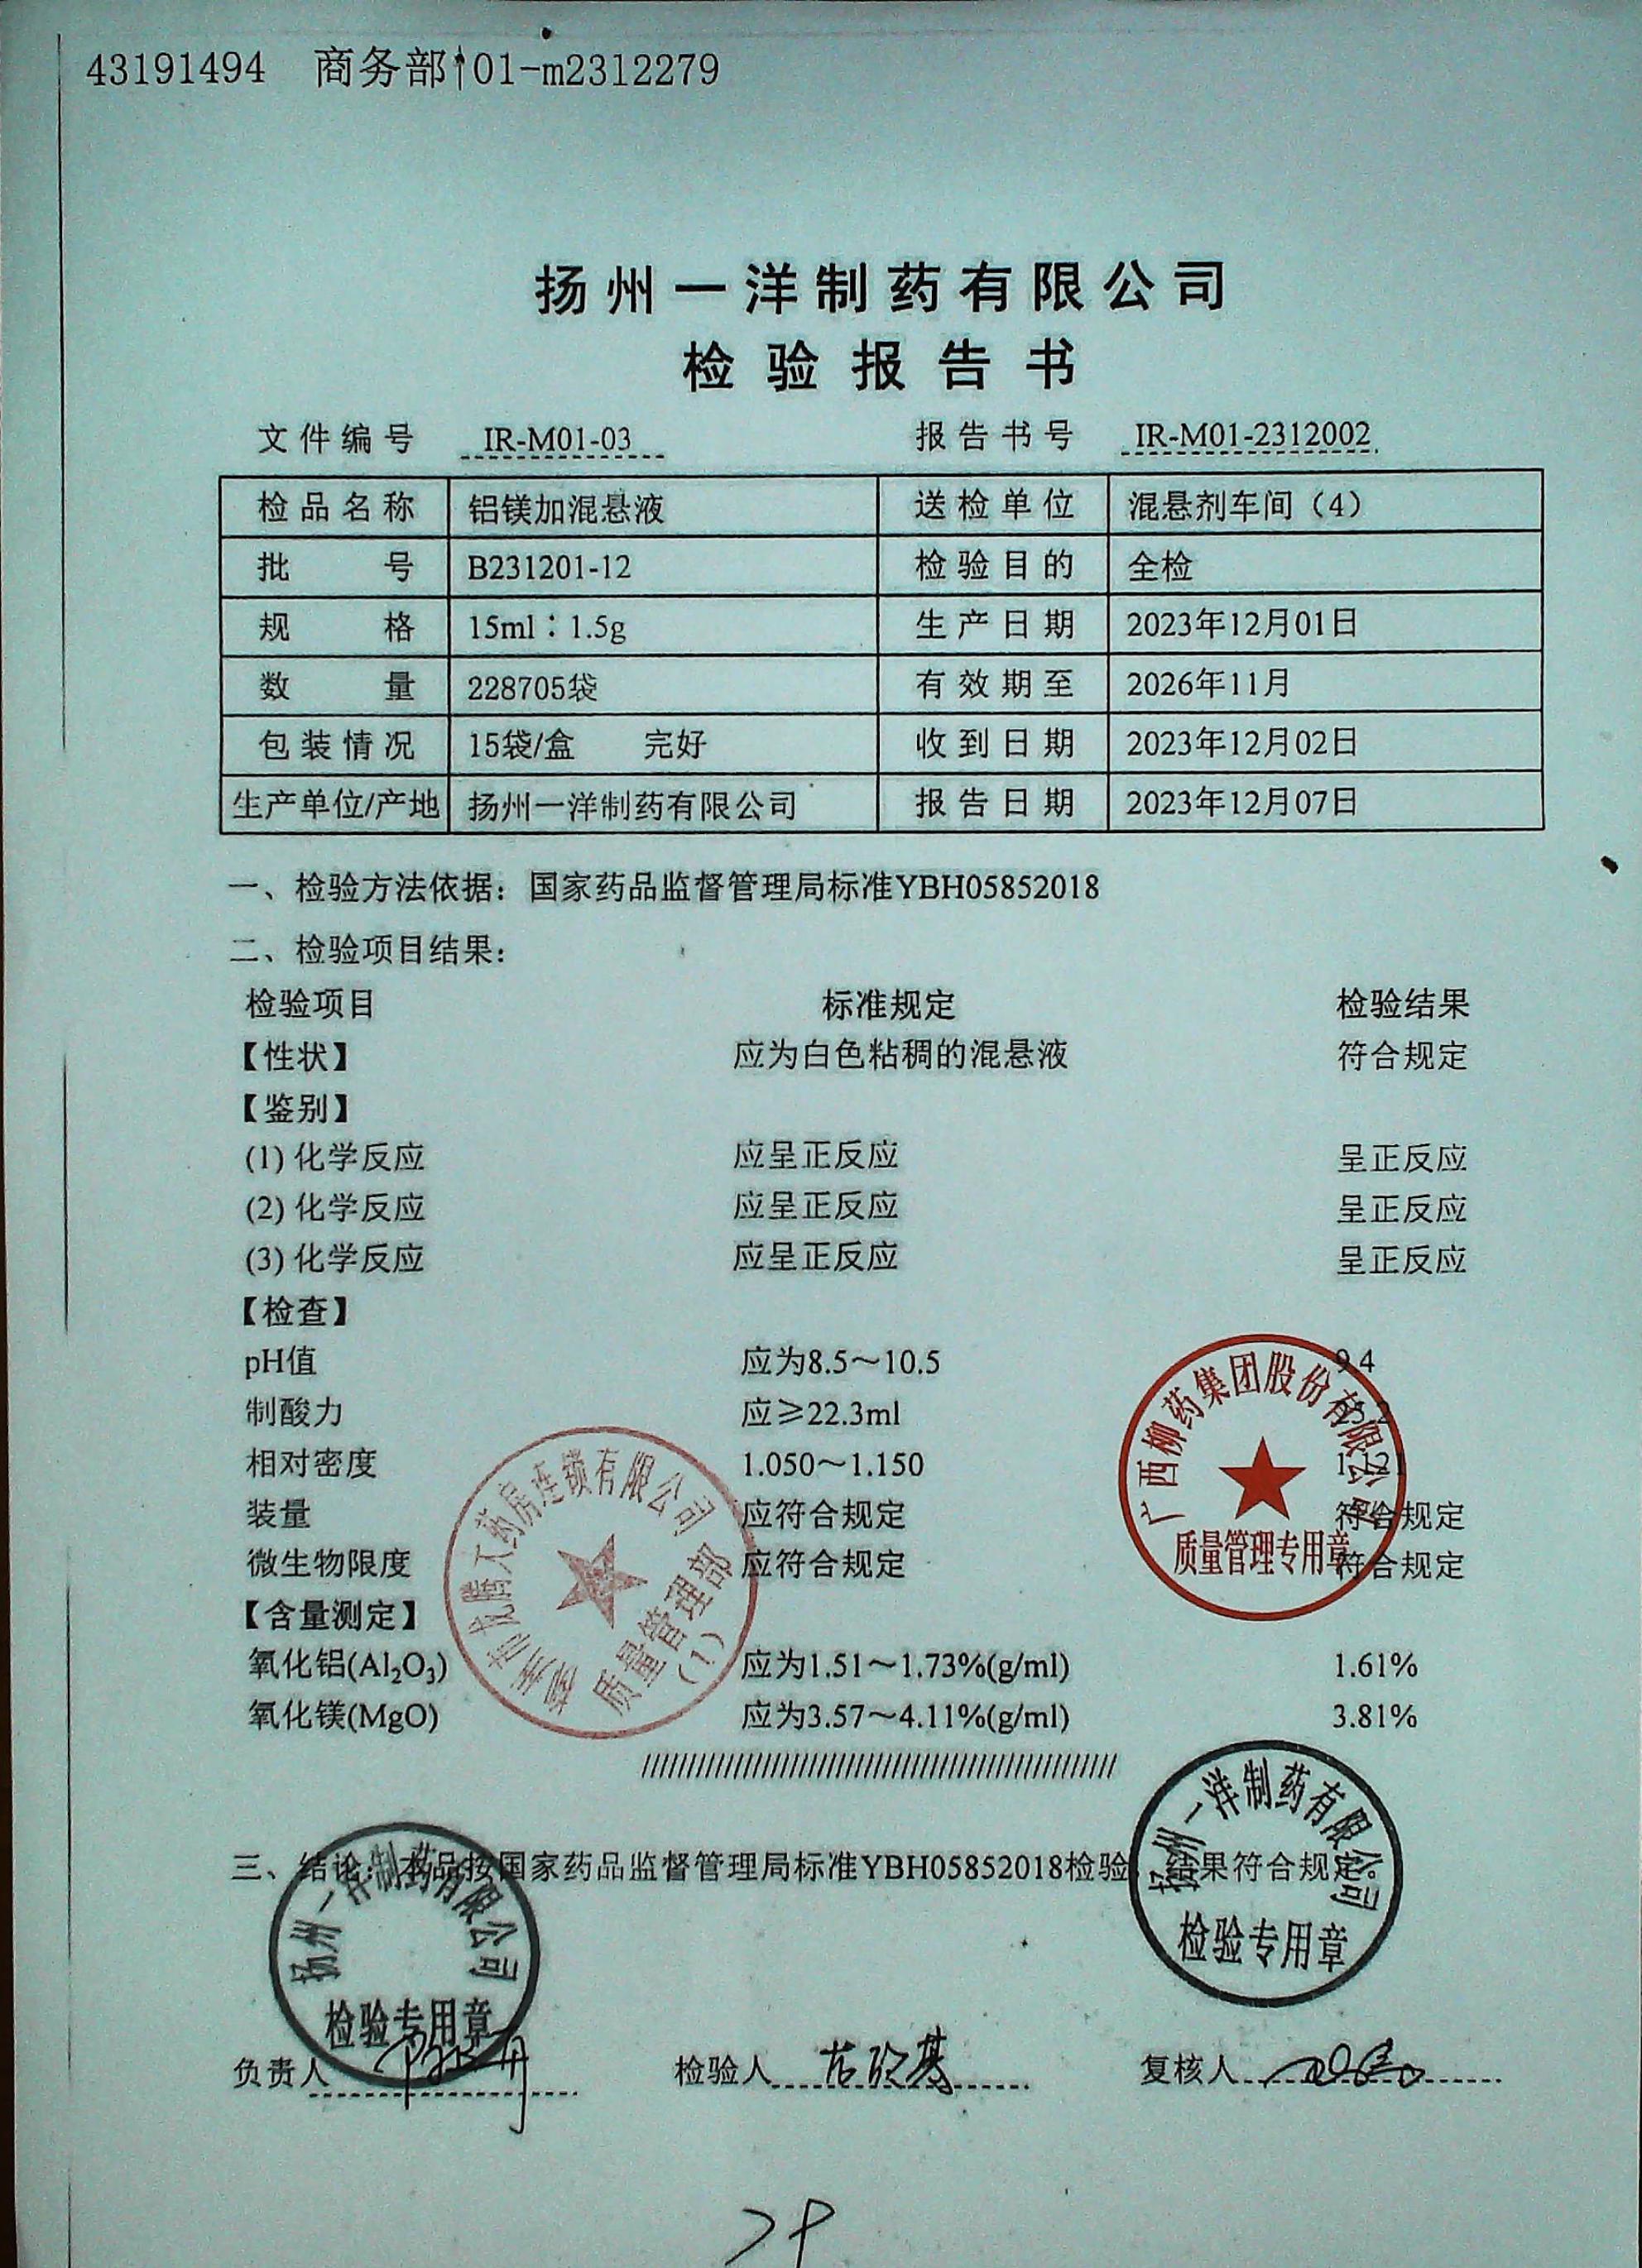 43191494 商务部↑01-m2312279
扬州一洋制药有限公司
检验报告书
文件编号 IR-M01-03 报告书号 IR-M01-2312002
检品名称 铝镁加混悬液 送检单位 混悬剂车间（4）
批号 B231201-12 检验目的 全检
规格 15ml：1.5g 生产日期 2023年12月01日
数量 228705袋 有效期至 2026年11月
包装情况 15袋/盒 完好 收到日期 2023年12月02日
生产单位/产地 扬州一洋制药有限公司 报告日期 2023年12月07日
一、检验方法依据：国家药品监督管理局标准YBH05852018
二、检验项目结果：
检验项目 标准规定 检验结果
【性状】 应为白色粘稠的混悬液 符合规定
【鉴别】
(1) 化学反应 应呈正反应 呈正反应
(2) 化学反应 应呈正反应 呈正反应
(3) 化学反应 应呈正反应 呈正反应
【检查】
pH值 应为8.5～10.5 9.4
制酸力 应≥22.3ml
相对密度 1.050～1.150
装量 应符合规定 符合规定
微生物限度 应符合规定 符合规定
【含量测定】
氧化铝(Al₂O₃) 应为1.51～1.73%(g/ml) 1.61%
氧化镁(MgO) 应为3.57～4.11%(g/ml) 3.81%
广西柳药集团股份有限公司
质量管理专用章
药房连锁有限公司
质量管理部
(1)
三、结论：本品按国家药品监督管理局标准YBH05852018检验，结果符合规定。
扬州一洋制药有限公司
检验专用章
扬州一洋制药有限公司
检验专用章
负责人 检验人 复核人